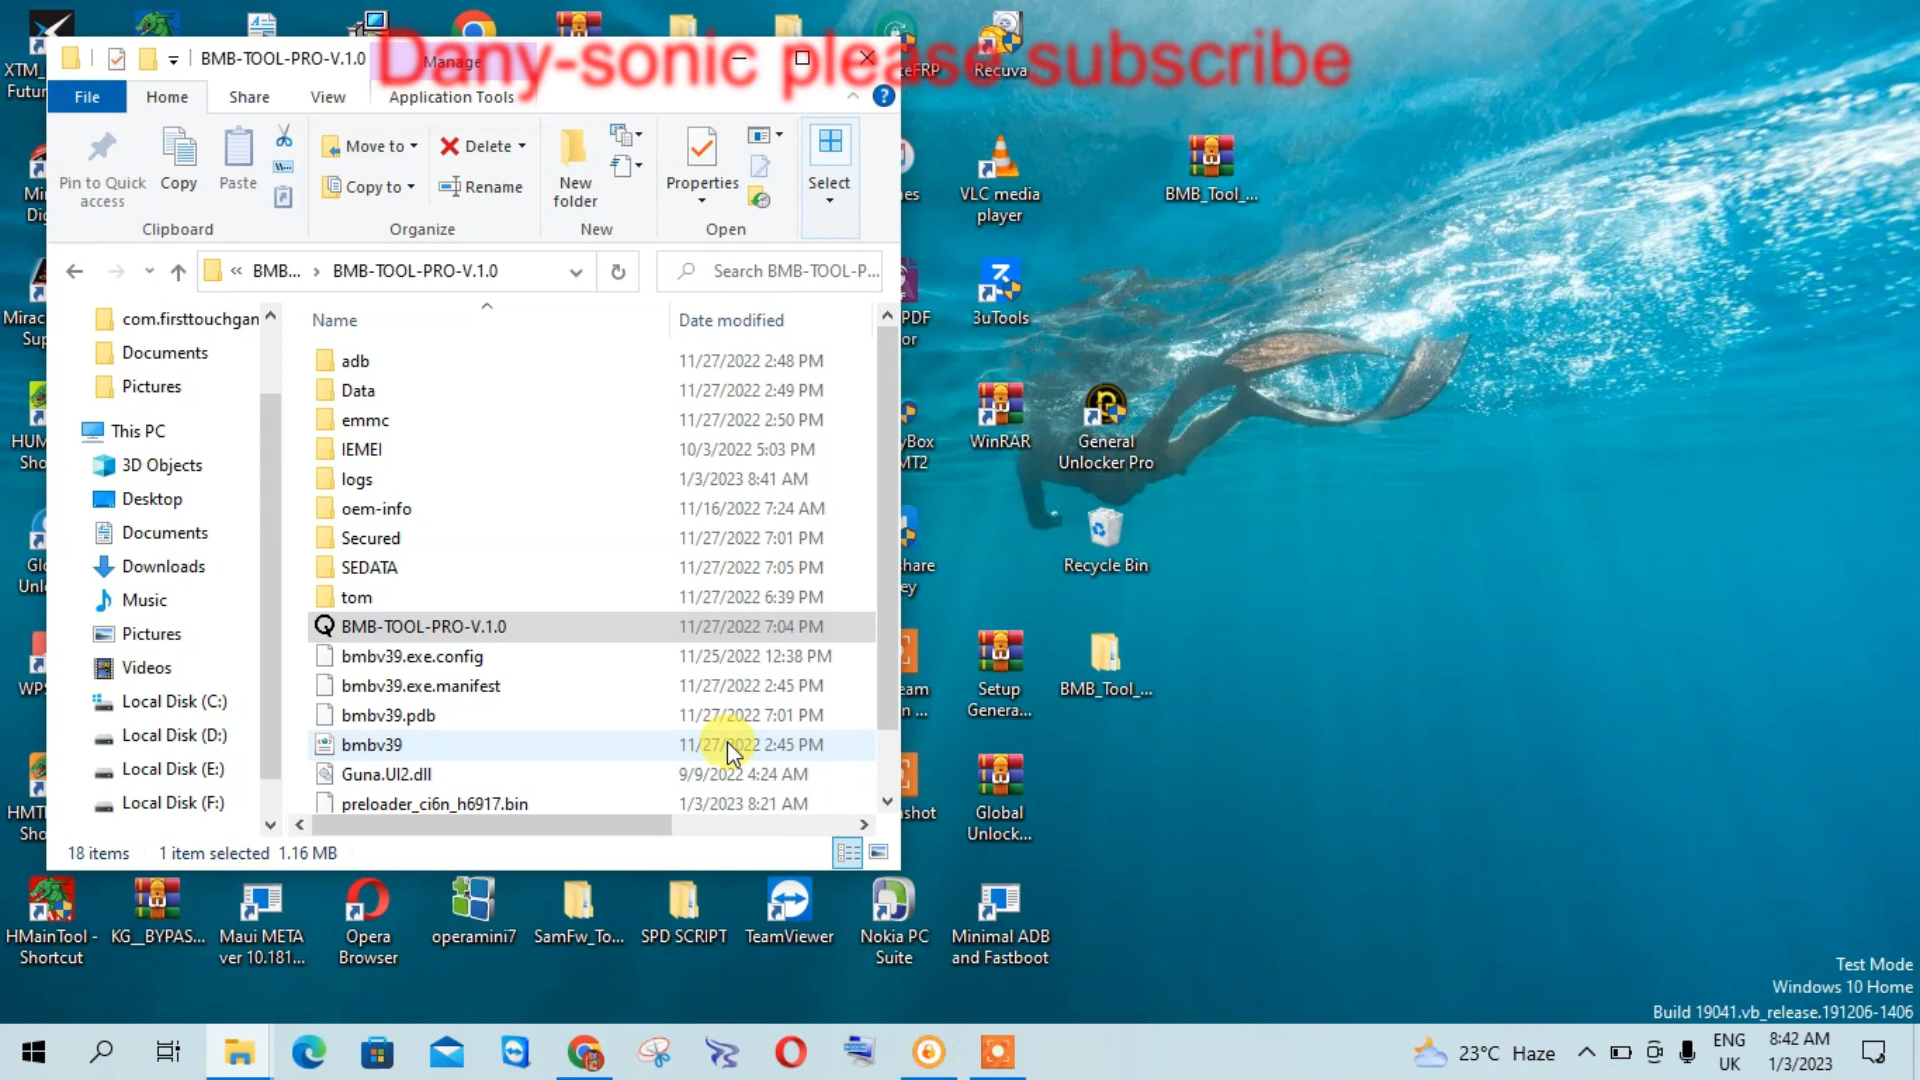 Dany-sonic please subscribe
BMB-TOOL-PRO-V.1.0
Manage
File
Home
Share
View
Application Tools
Pin to Quick access
Copy
Paste
Move to
Copy to
Delete
Rename
New folder
Properties
Select
Clipboard
Organize
New
Open
« BMB... › BMB-TOOL-PRO-V.1.0
Search BMB-TOOL-P...
com.firsttouchgan
Documents
Pictures
This PC
3D Objects
Desktop
Documents
Downloads
Music
Pictures
Videos
Local Disk (C:)
Local Disk (D:)
Local Disk (E:)
Local Disk (F:)
Name Date modified
adb 11/27/2022 2:48 PM
Data 11/27/2022 2:49 PM
emmc 11/27/2022 2:50 PM
IEMEI 10/3/2022 5:03 PM
logs 1/3/2023 8:41 AM
oem-info 11/16/2022 7:24 AM
Secured 11/27/2022 7:01 PM
SEDATA 11/27/2022 7:05 PM
tom 11/27/2022 6:39 PM
BMB-TOOL-PRO-V.1.0 11/27/2022 7:04 PM
bmbv39.exe.config 11/25/2022 12:38 PM
bmbv39.exe.manifest 11/27/2022 2:45 PM
bmbv39.pdb 11/27/2022 7:01 PM
bmbv39 11/27/2022 2:45 PM
Guna.UI2.dll 9/9/2022 4:24 AM
preloader_ci6n_h6917.bin 1/3/2023 8:21 AM
18 items 1 item selected 1.16 MB
Recuva
VLC media player
BMB_Tool_...
3uTools
WinRAR
General Unlocker Pro
Recycle Bin
Setup Genera...
BMB_Tool_...
Global Unlock...
HMainTool - Shortcut
KG__BYPAS...
Maui META ver 10.181...
Opera Browser
operamini7
SamFw_To...
SPD SCRIPT
TeamViewer
Nokia PC Suite
Minimal ADB and Fastboot
Test Mode
Windows 10 Home
Build 19041.vb_release.191206-1406
23°C Haze
ENG
UK
8:42 AM
1/3/2023